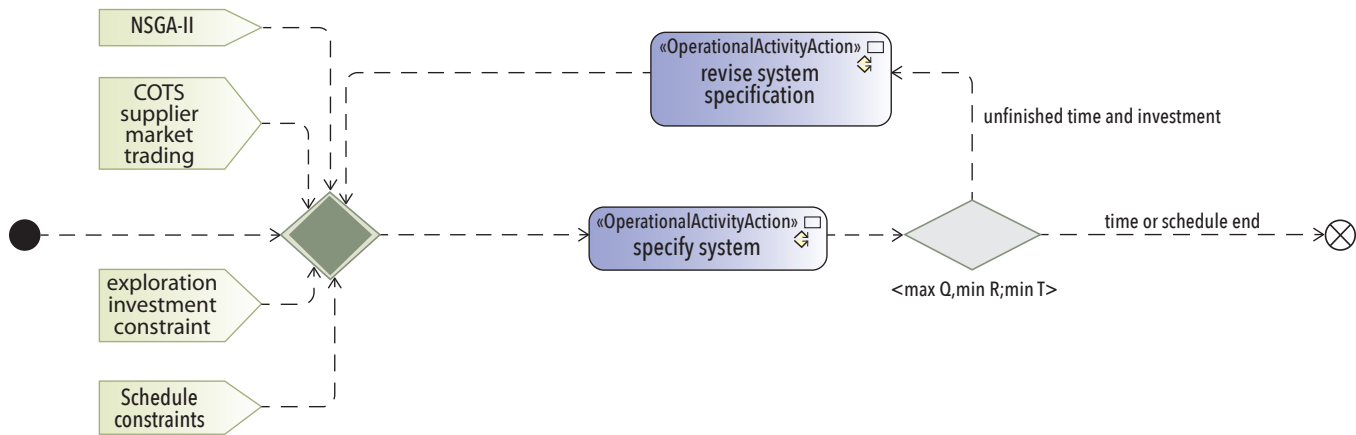 NSGA-II
COTS
supplier
market
trading
«OperationalActivityAction»
revise system
specification
unfinished time and investment
«OperationalActivityAction»
specify system
time or schedule end
<max Q,min R;min T>
exploration
investment
constraint
Schedule
constraints